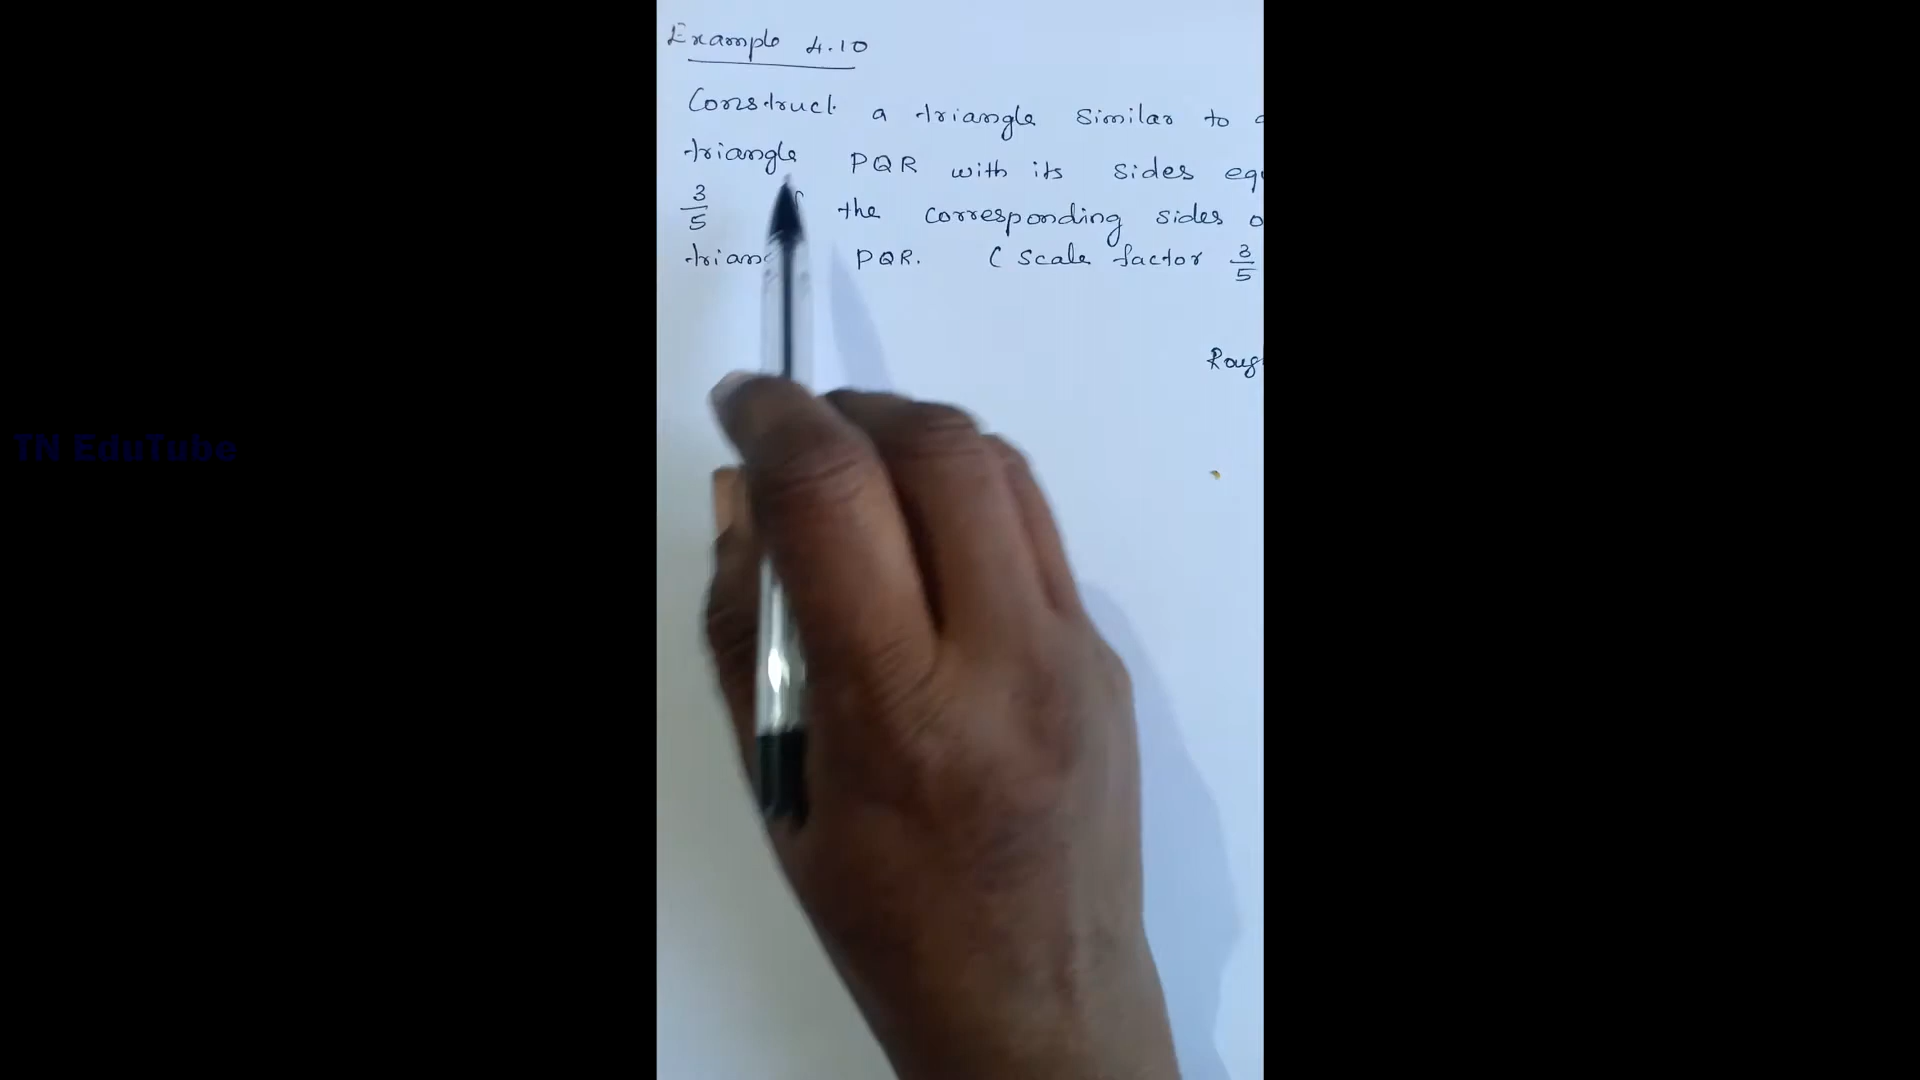 Example 4.10
Construct a triangle similar to
triangle PQR with its sides
3/5 the corresponding sides
PQR. ( Scale factor 3/5
TN EduTube